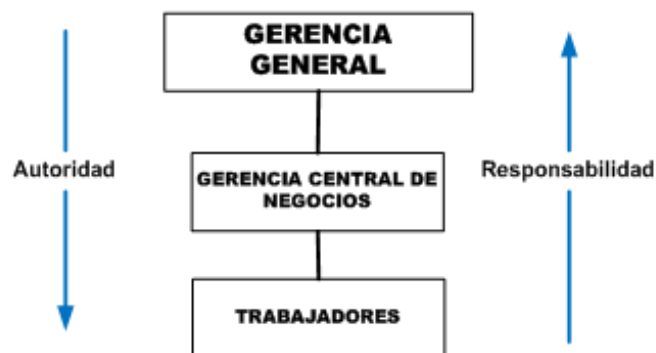 GERENCIA
GENERAL
Autoridad
GERENCIA CENTRAL DE
NEGOCIOS
Responsabilidad
TRABAJADORES